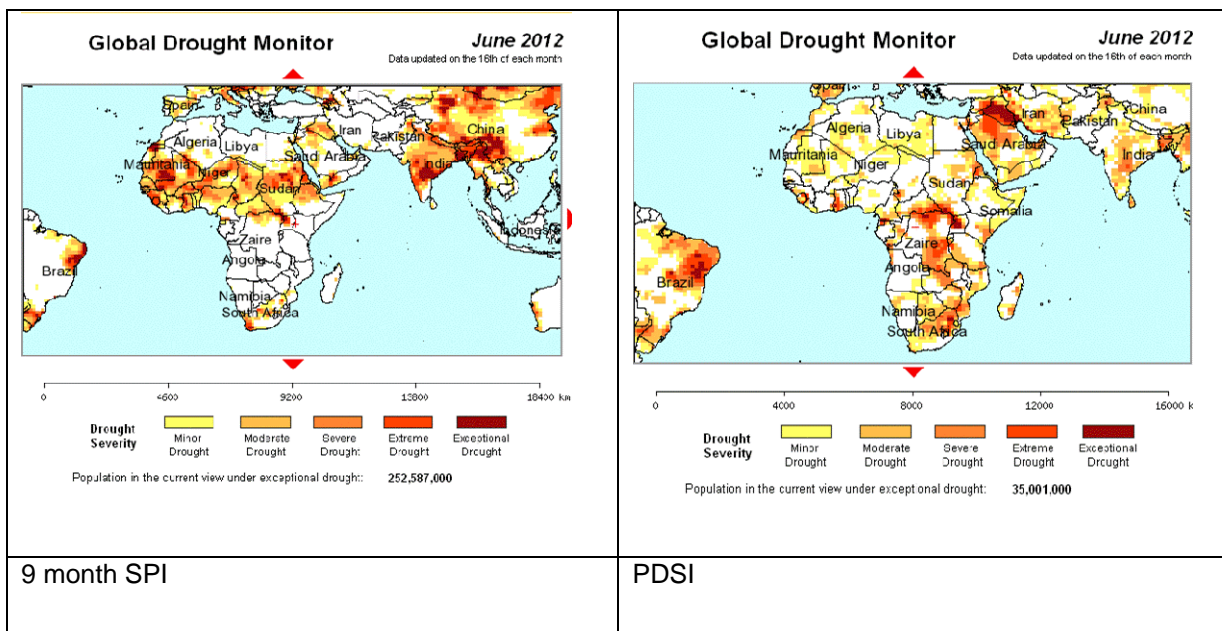 Global Drought Monitor
June 2012
Data updated on the 16th of each month
Spain
Algeria
Libya
Iran
Pakistan
China
Mauritania
Niger
Saudi Arabia
India
Sudan
Indonesia
Zaire
Brazil
Angola
Namibia
South Africa
0 4600 9200 13800 18400 km
Drought Severity
Minor Drought
Moderate Drought
Severe Drought
Extreme Drought
Exceptional Drought
Population in the current view under exceptional drought: 252,587,000
9 month SPI
Global Drought Monitor
June 2012
Data updated on the 16th of each month
Spain
Algeria
Libya
Iran
Pakistan
China
Mauritania
Niger
Saudi Arabia
India
Sudan
Somalia
Zaire
Brazil
Angola
Namibia
South Africa
0 4000 8000 12000 16000 k
Drought Severity
Minor Drought
Moderate Drought
Severe Drought
Extreme Drought
Exceptional Drought
Population in the current view under exceptional drought: 35,001,000
PDSI